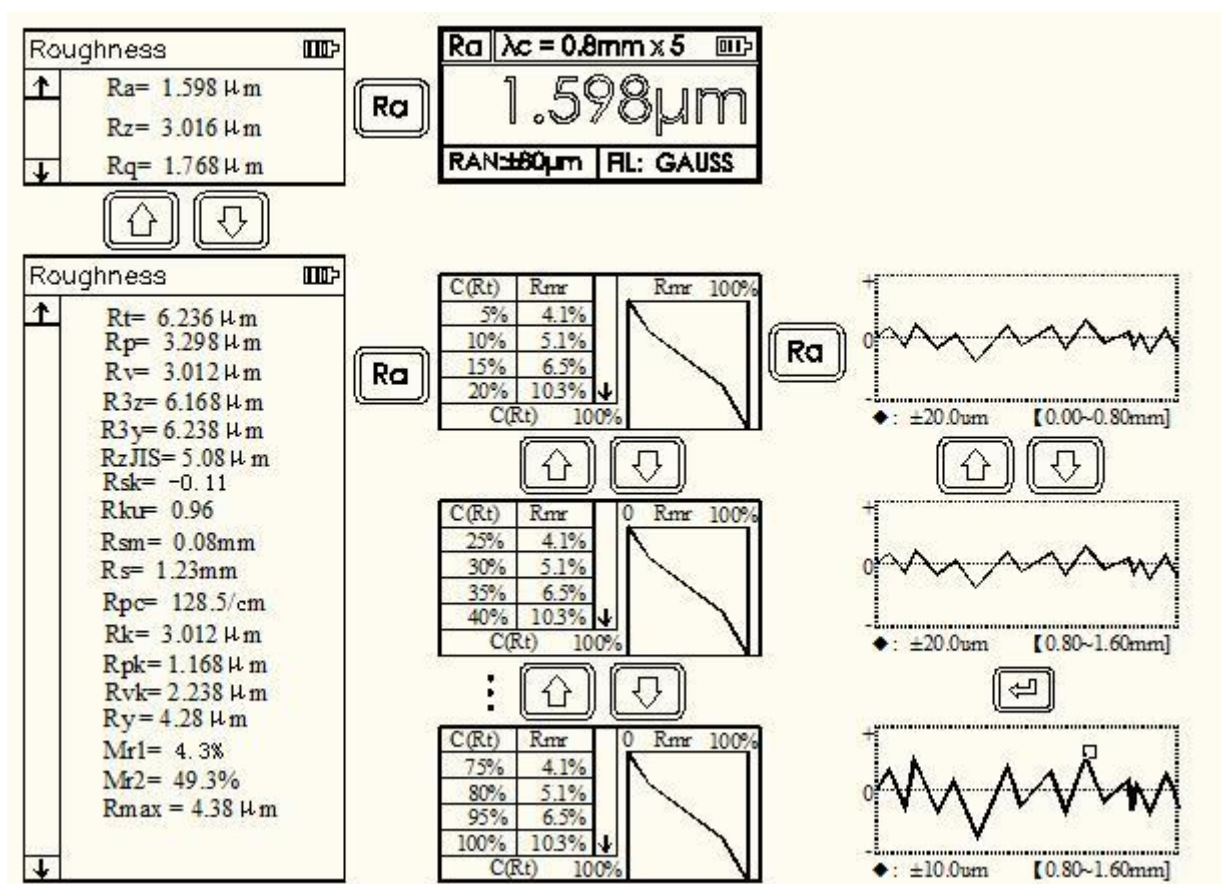 Roughness
Ra= 1.598 μm
Rz= 3.016 μm
Rq= 1.768 μm
Ra
Ra λc = 0.8mm x 5
1.598μm
RAN:±80μm FIL: GAUSS
Roughness
Rt= 6.236 μm
Rp= 3.298 μm
Rv= 3.012 μm
R3z= 6.168 μm
R3y= 6.238 μm
RzJIS= 5.08 μm
Rsk= -0.11
Rku= 0.96
Rsm= 0.08mm
Rs= 1.23mm
Rpc= 128.5/cm
Rk= 3.012 μm
Rpk= 1.168 μm
Rvk= 2.238 μm
Ry= 4.28 μm
Mr1= 4.3%
Mr2= 49.3%
Rmax = 4.38 μm
Ra
C(Rt) Rmr Rmr 100%
5% 4.1%
10% 5.1%
15% 6.5%
20% 10.3%
C(Rt) 100%
C(Rt) Rmr 0 Rmr 100%
25% 4.1%
30% 5.1%
35% 6.5%
40% 10.3%
C(Rt) 100%
C(Rt) Rmr 0 Rmr 100%
75% 4.1%
80% 5.1%
95% 6.5%
100% 10.3%
C(Rt) 100%
Ra
+
0
-
◆: ±20.0um 【0.00~0.80mm]
+
0
-
◆: ±20.0um 【0.80~1.60mm]
+
0
-
◆: ±10.0um 【0.80~1.60mm]